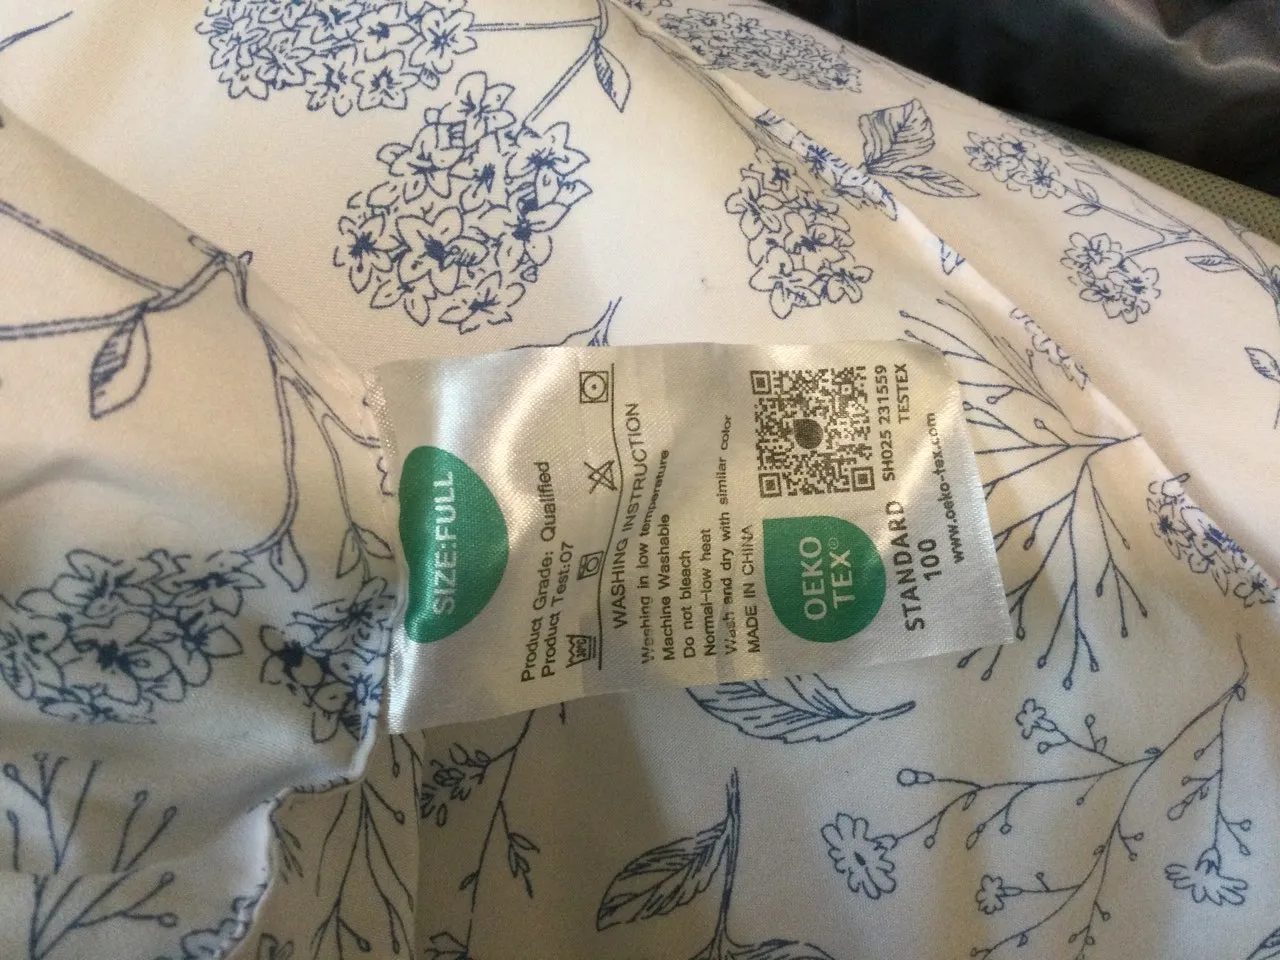 SIZE:FULL
Product Grade: Qualified
Product Test:07
WASHING INSTRUCTION
Washing in low temperature
Machine Washable
Do not bleach
Normal-low heat
Wash and dry with similar color
MADE IN CHINA
OEKO
TEX®
STANDARD
100
SH025 231559
TESTEX
www.oeko-tex.com